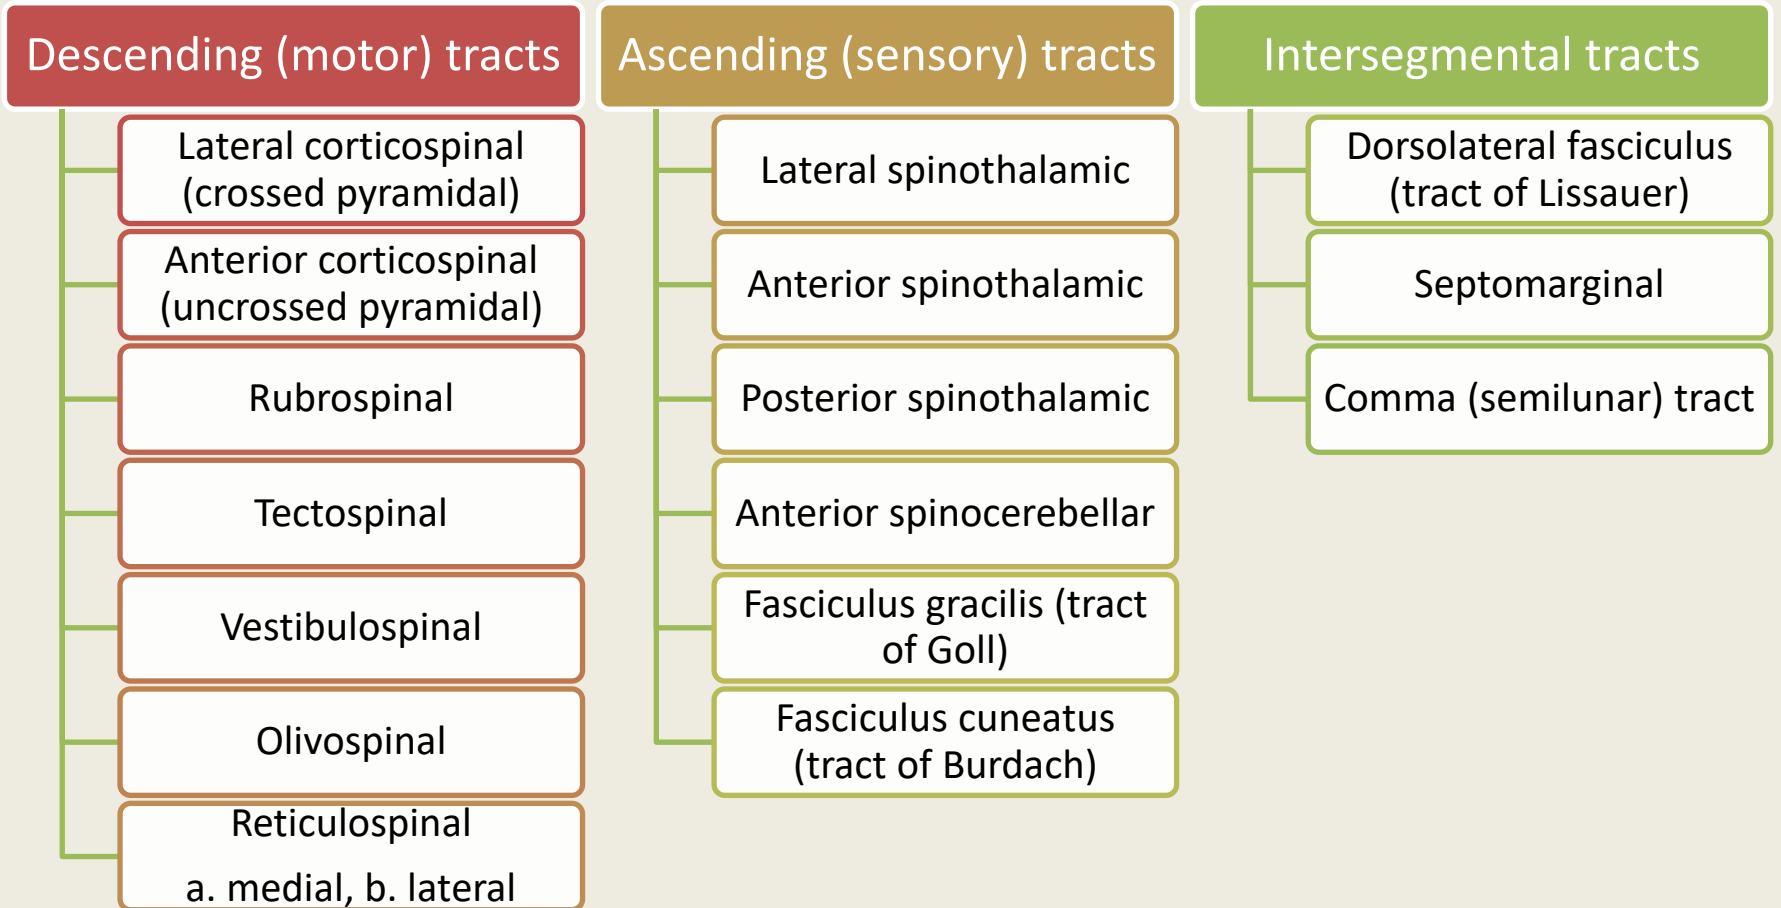 Descending (motor) tracts
Lateral corticospinal
(crossed pyramidal)
Anterior corticospinal
(uncrossed pyramidal)
Rubrospinal
Tectospinal
Vestibulospinal
Olivospinal
Reticulospinal
a. medial, b. lateral
Ascending (sensory) tracts
Lateral spinothalamic
Anterior spinothalamic
Posterior spinothalamic
Anterior spinocerebellar
Fasciculus gracilis (tract
of Goll)
Fasciculus cuneatus
(tract of Burdach)
Intersegmental tracts
Dorsolateral fasciculus
(tract of Lissauer)
Septomarginal
Comma (semilunar) tract